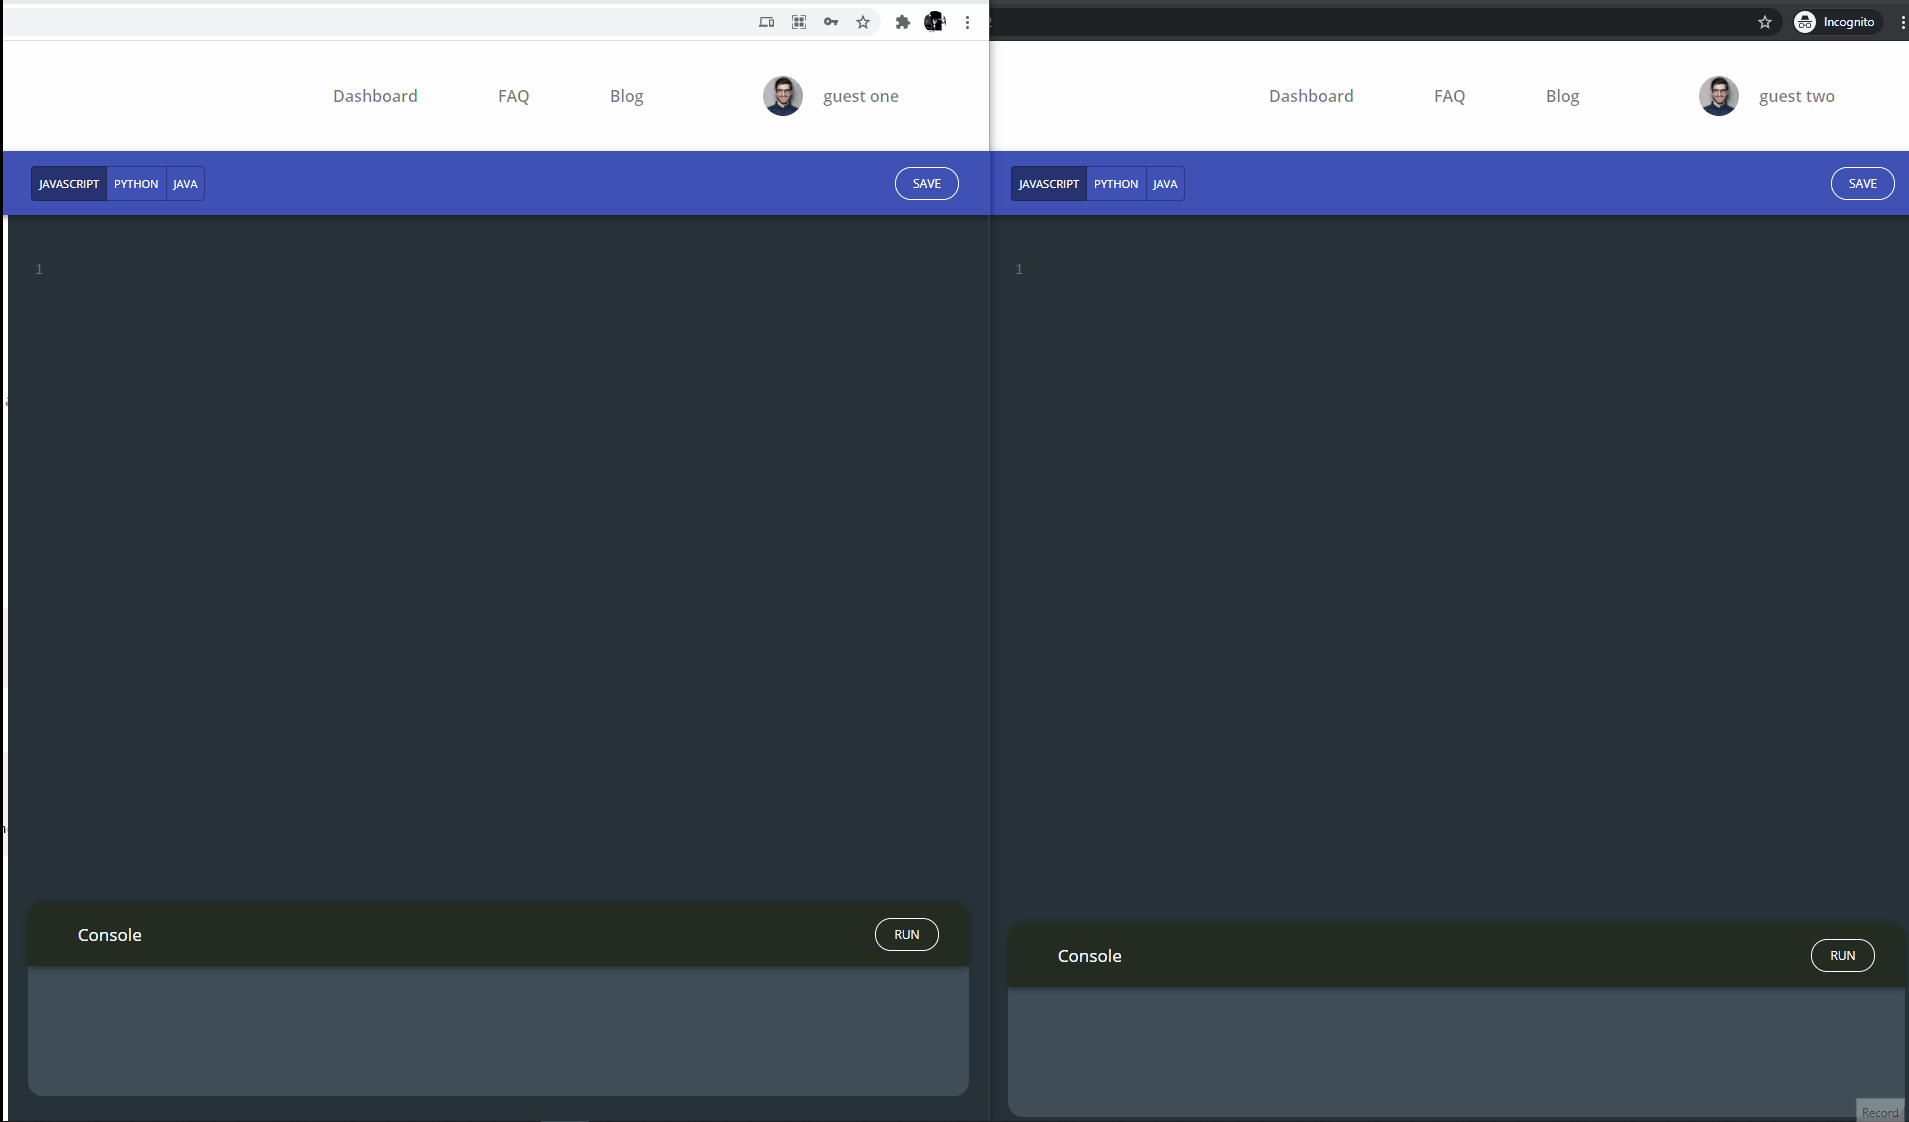 Incognito
Dashboard FAQ Blog guest one
Dashboard FAQ Blog guest two
JAVASCRIPT PYTHON JAVA SAVE
JAVASCRIPT PYTHON JAVA SAVE
1
1
Console RUN
Console RUN
Record